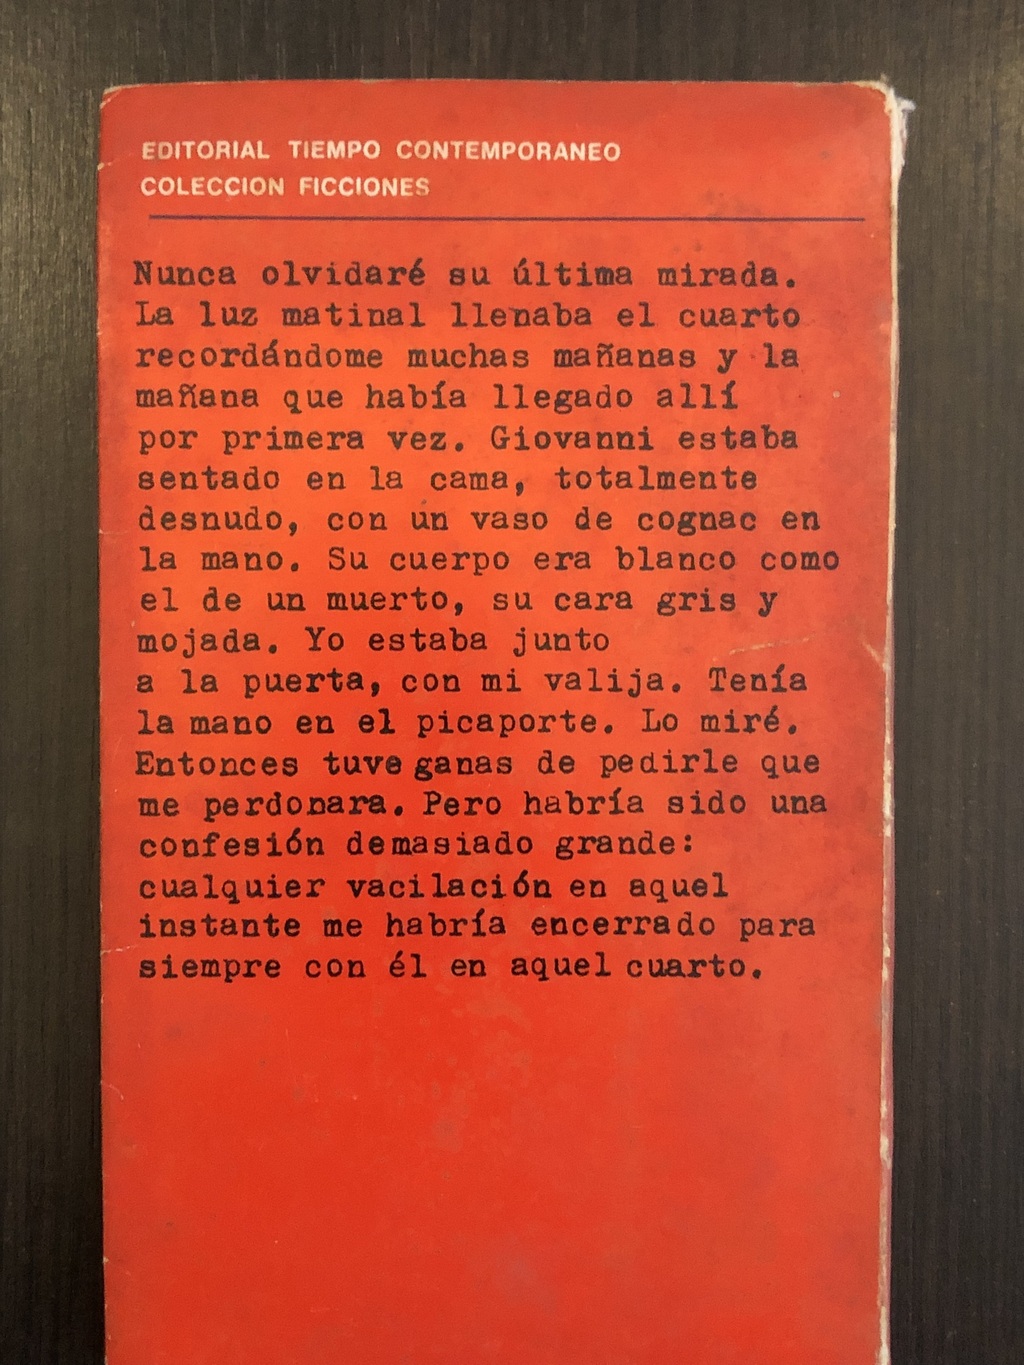 EDITORIAL TIEMPO CONTEMPORANEO
COLECCION FICCIONES
Nunca olvidaré su última mirada.
La luz matinal llenaba el cuarto
recordándome muchas mañanas y la
mañana que había llegado allí
por primera vez. Giovanni estaba
sentado en la cama, totalmente
desnudo, con un vaso de cognac en
la mano. Su cuerpo era blanco como
el de un muerto, su cara gris y
mojada. Yo estaba junto
a la puerta, con mi valija. Tenía
la mano en el picaporte. Lo miré.
Entonces tuve ganas de pedirle que
me perdonara. Pero habría sido una
confesión demasiado grande:
cualquier vacilación en aquel
instante me habría encerrado para
siempre con él en aquel cuarto.